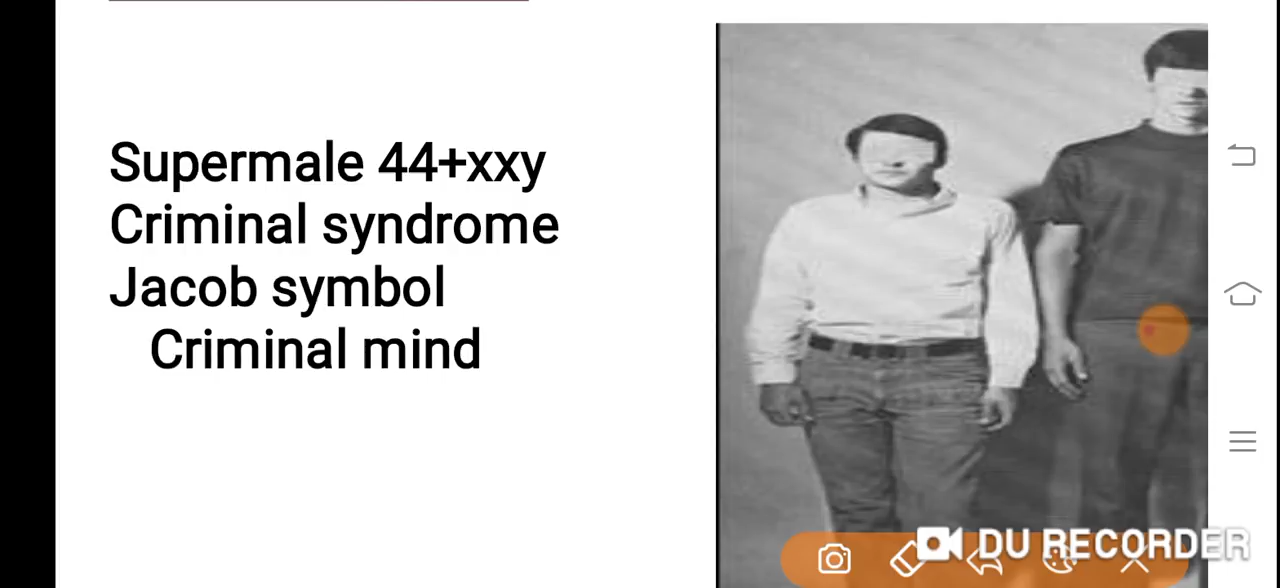 Supermale 44+xxy
Criminal syndrome
Jacob symbol
Criminal mind
DU RECORDER